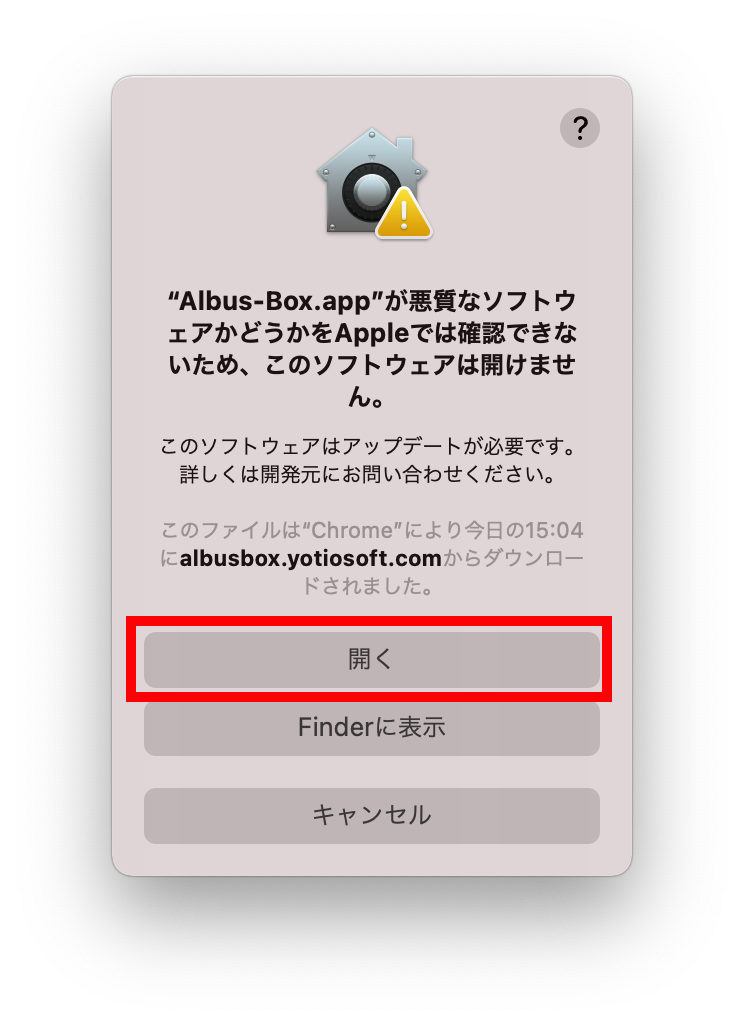 ?
“Albus-Box.app”が悪質なソフトウ
ェアかどうかをAppleでは確認できな
いため、このソフトウェアは開けませ
ん。
このソフトウェアはアップデートが必要です。
詳しくは開発元にお問い合わせください。
このファイルは“Chrome”により今日の15:04
にalbusbox.yotiosoft.comからダウンロー
ドされました。
開く
Finderに表示
キャンセル